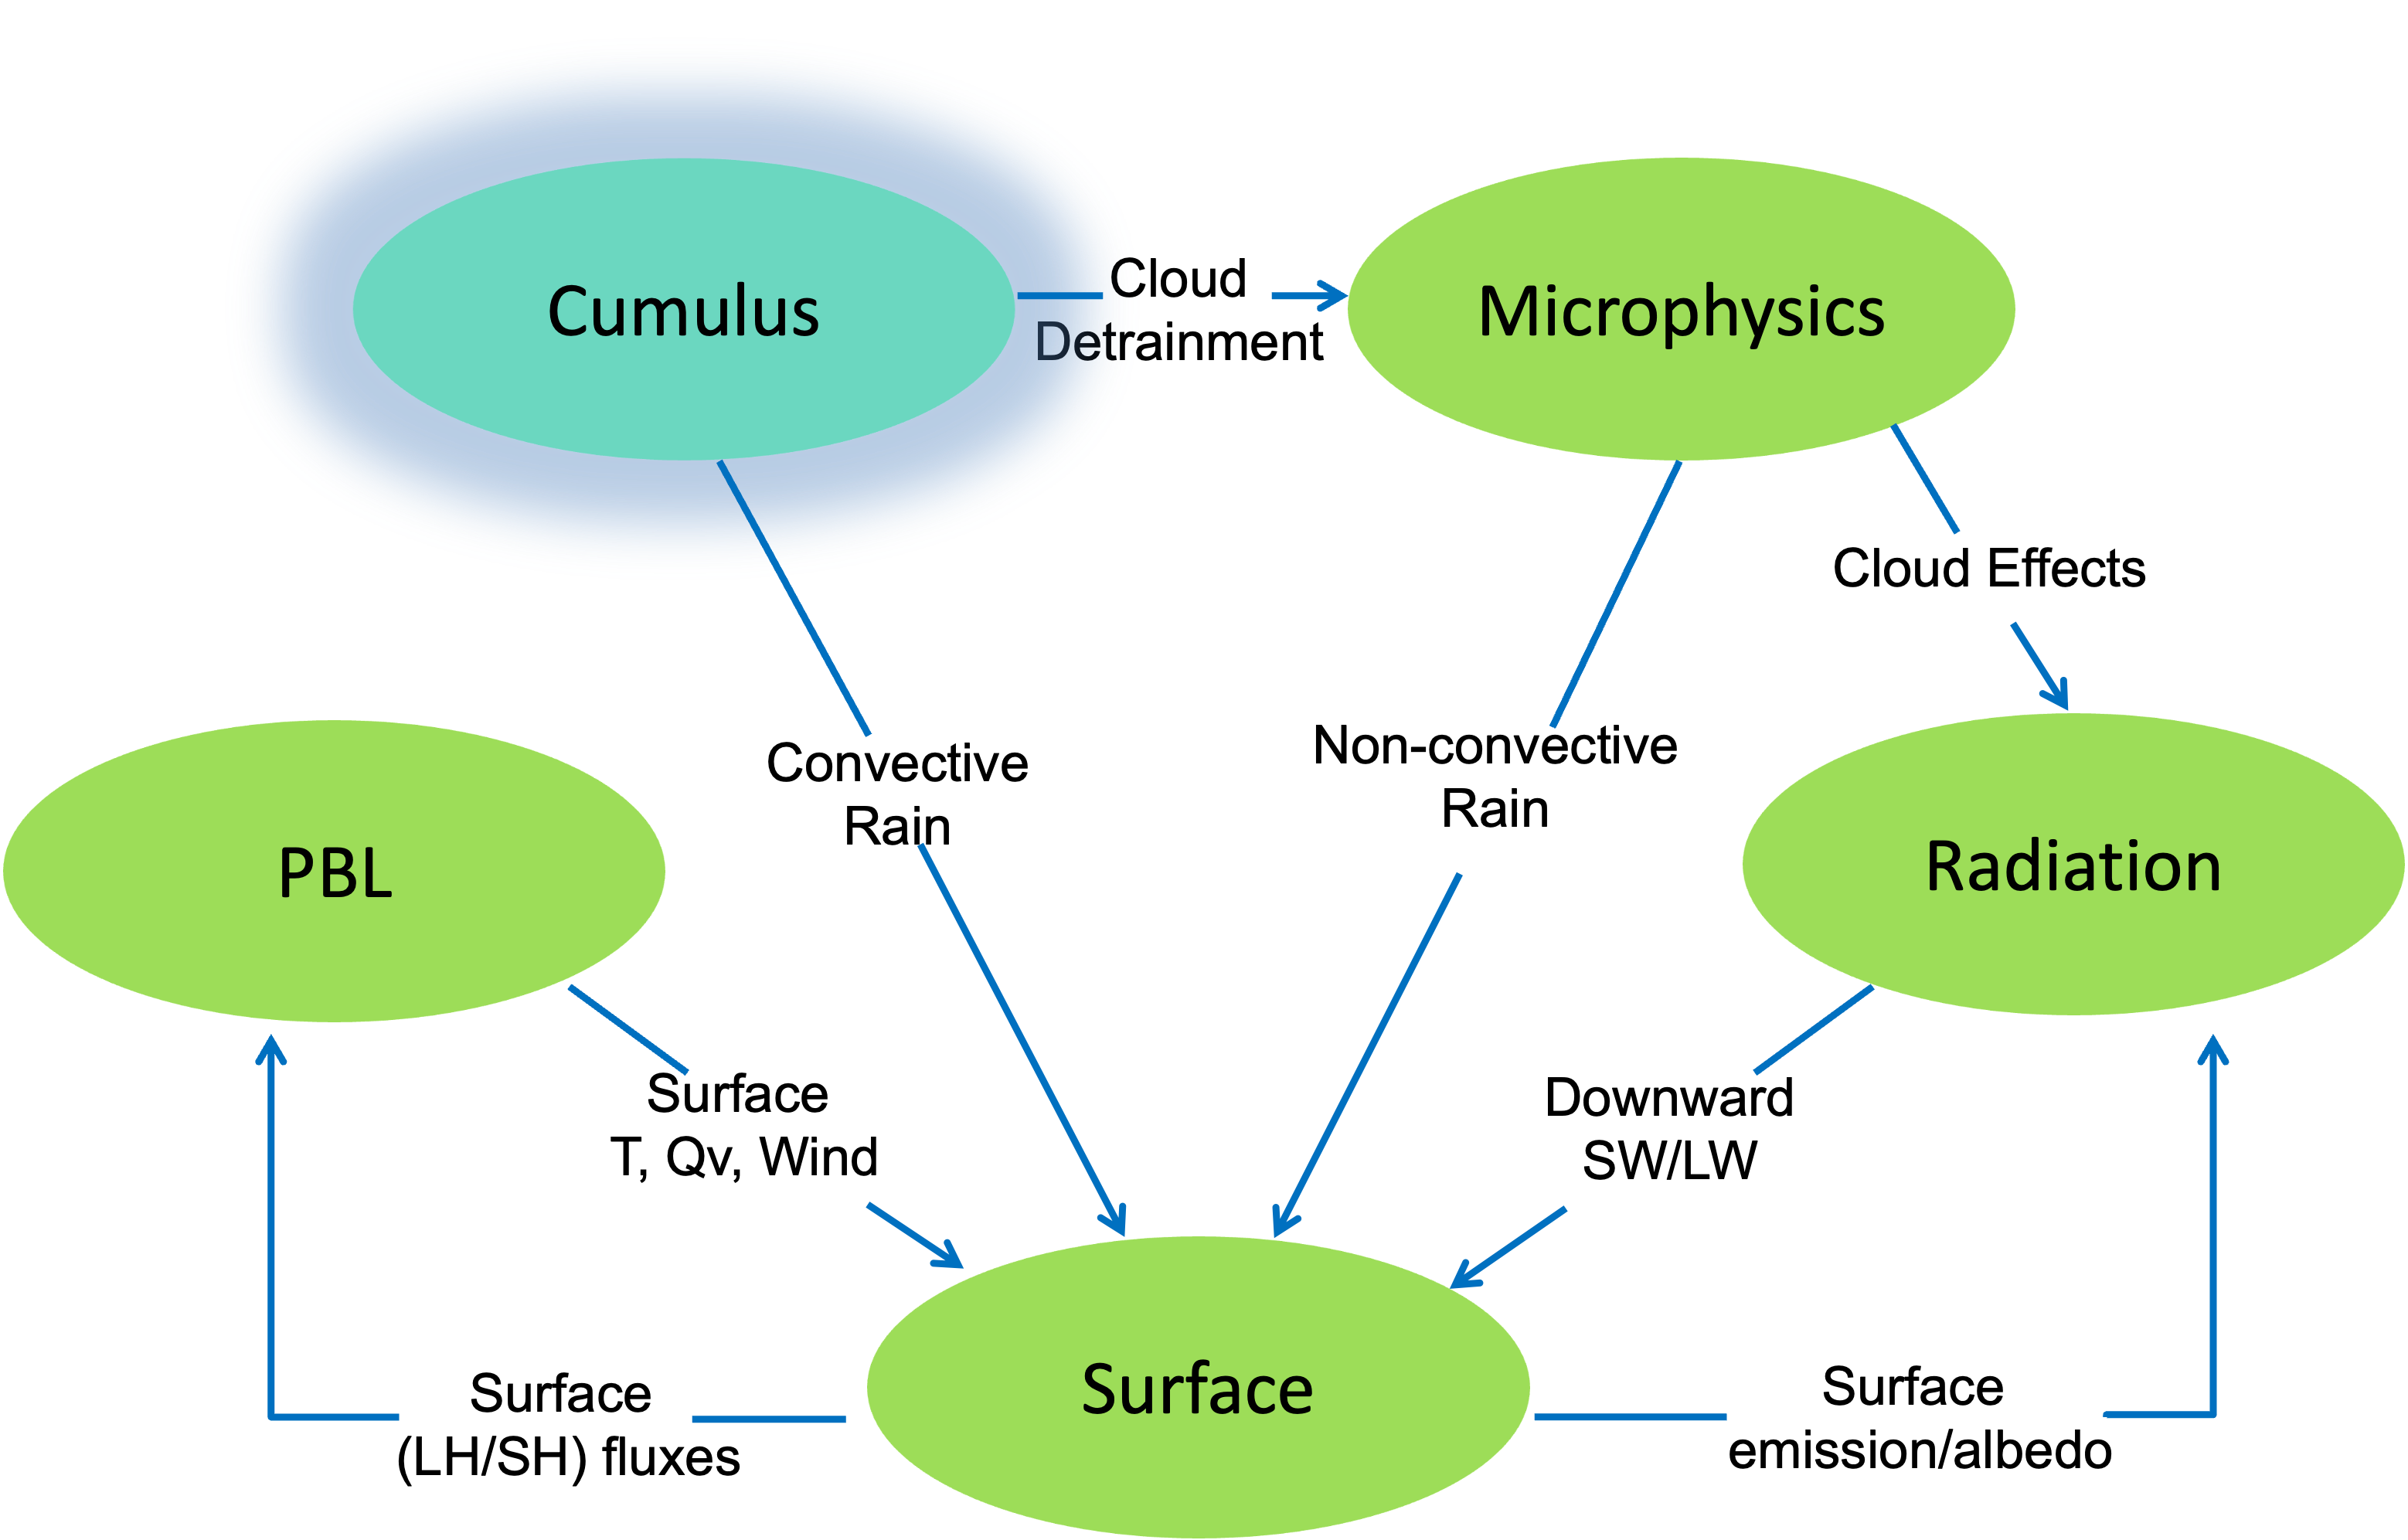 Cumulus
Cloud
Detrainment
Microphysics
Cloud Effects
Convective
Rain
Non-convective
Rain
PBL
Radiation
Surface
T, Qv, Wind
Downward
SW/LW
Surface
Surface
(LH/SH) fluxes
Surface
emission/albedo